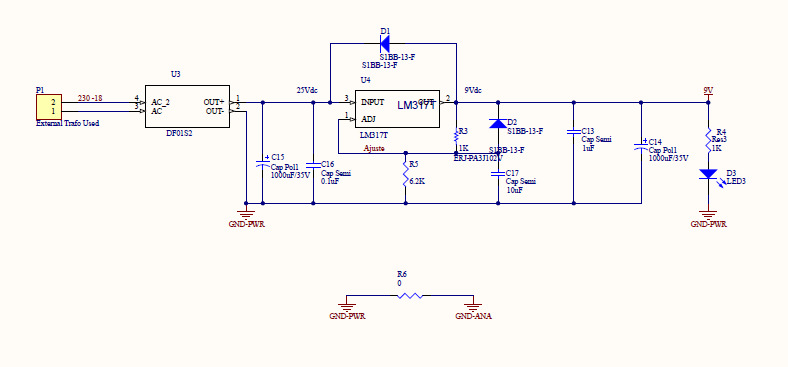 D1
S1BB-13-F
S1BB-13-F
U3
U4
P1
230 -18
25Vdc
9Vdc
9V
2
1
4
3
AC_2
AC
OUT+
OUT-
1
2
3
1
INPUT
ADJ
LM317T
OUT
2
External Trafo Used
DF01S2
LM317T
Ajuste
R3
1K
ERJ-PA3J102V
D2
S1BB-13-F
S1BB-13-F
C13
Cap Semi
1uF
C14
Cap Pol1
1000uF/35V
R4
Res3
1K
C15
Cap Pol1
1000uF/35V
C16
Cap Semi
0.1uF
R5
6.2K
C17
Cap Semi
10uF
D3
LED3
GND-PWR
GND-PWR
R6
0
GND-PWR
GND-ANA